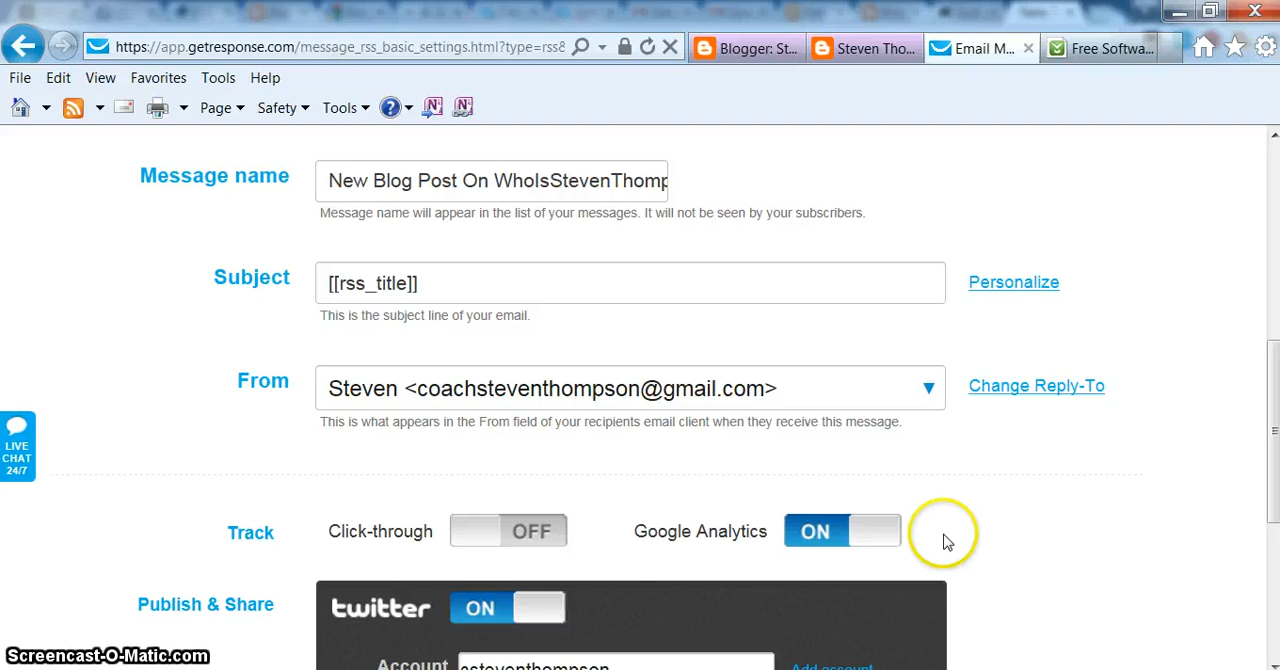 https://app.getresponse.com/message_rss_basic_settings.html?type=rss&
Blogger: St...
Steven Tho...
Email M...
Free Softwa...
File Edit View Favorites Tools Help
Page Safety Tools
Message name
New Blog Post On WhoIsStevenThomp
Message name will appear in the list of your messages. It will not be seen by your subscribers.
Subject
[[rss_title]]
Personalize
This is the subject line of your email.
From
Steven <coachsteventhompson@gmail.com>
Change Reply-To
This is what appears in the From field of your recipients email client when they receive this message.
LIVE
CHAT
24/7
Track
Click-through
OFF
Google Analytics
ON
Publish & Share
twitter
ON
Account
steventhompson
Add account
Screencast-O-Matic.com